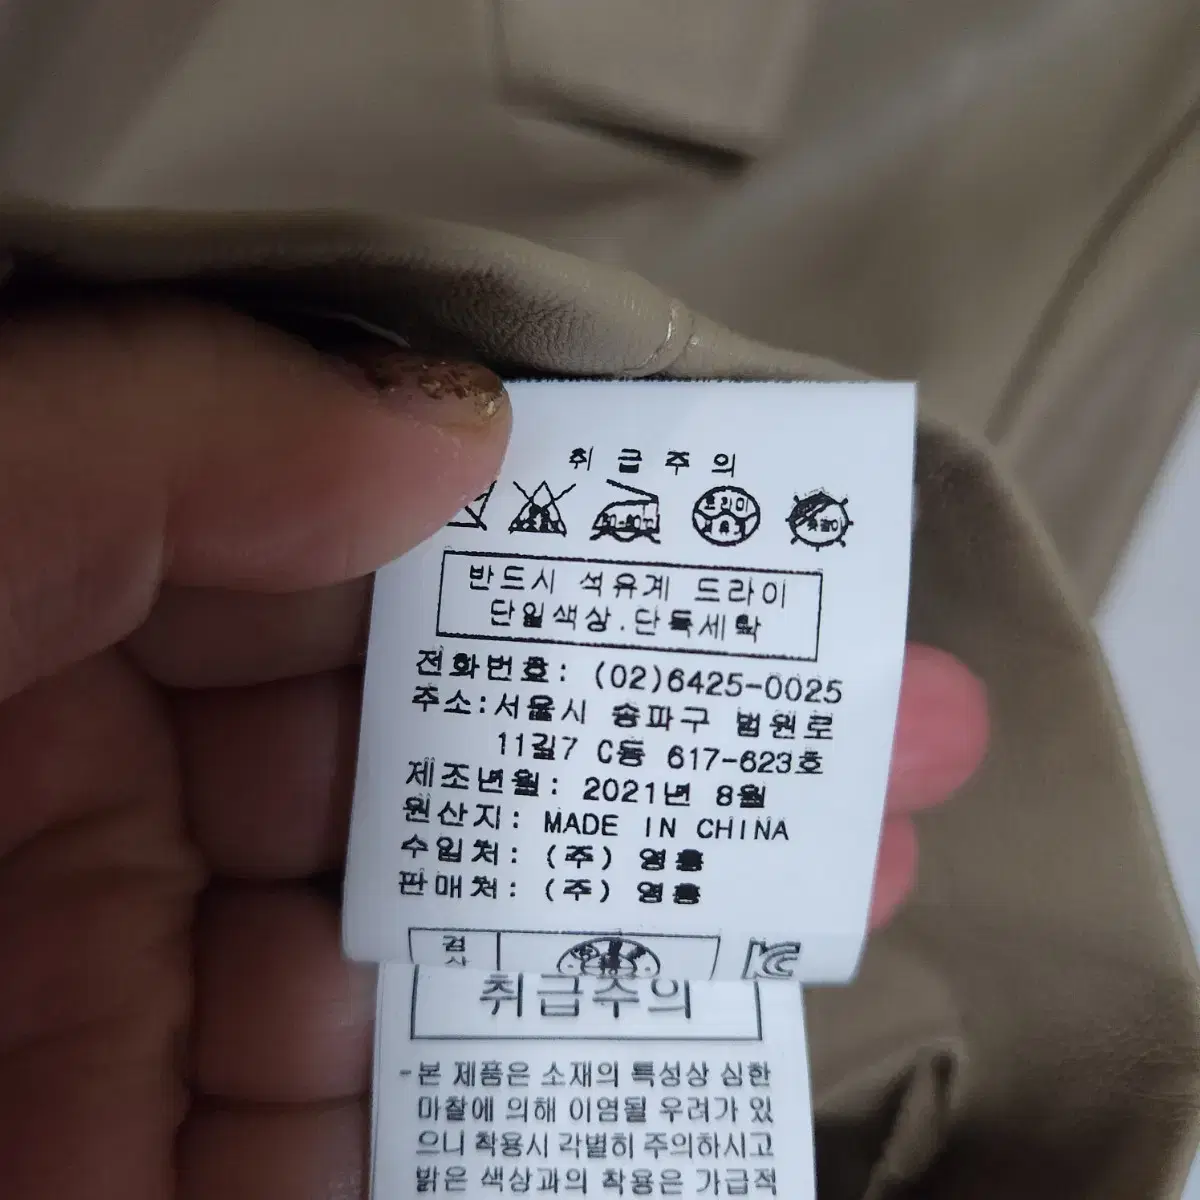 취급주의
드라이
반드시 석유계 드라이
단일색상.단독세탁
전화번호: (02)6425-0025
주소:서울시 송파구 법원로
11길7 C동 617-623호
제조년월: 2021년 8월
원산지: MADE IN CHINA
수입처: (주) 영흥
판매처: (주) 영흥
취급주의
-본 제품은 소재의 특성상 심한
마찰에 의해 이염될 우려가 있
으니 착용시 각별히 주의하시고
밝은 색상과의 착용은 가급적